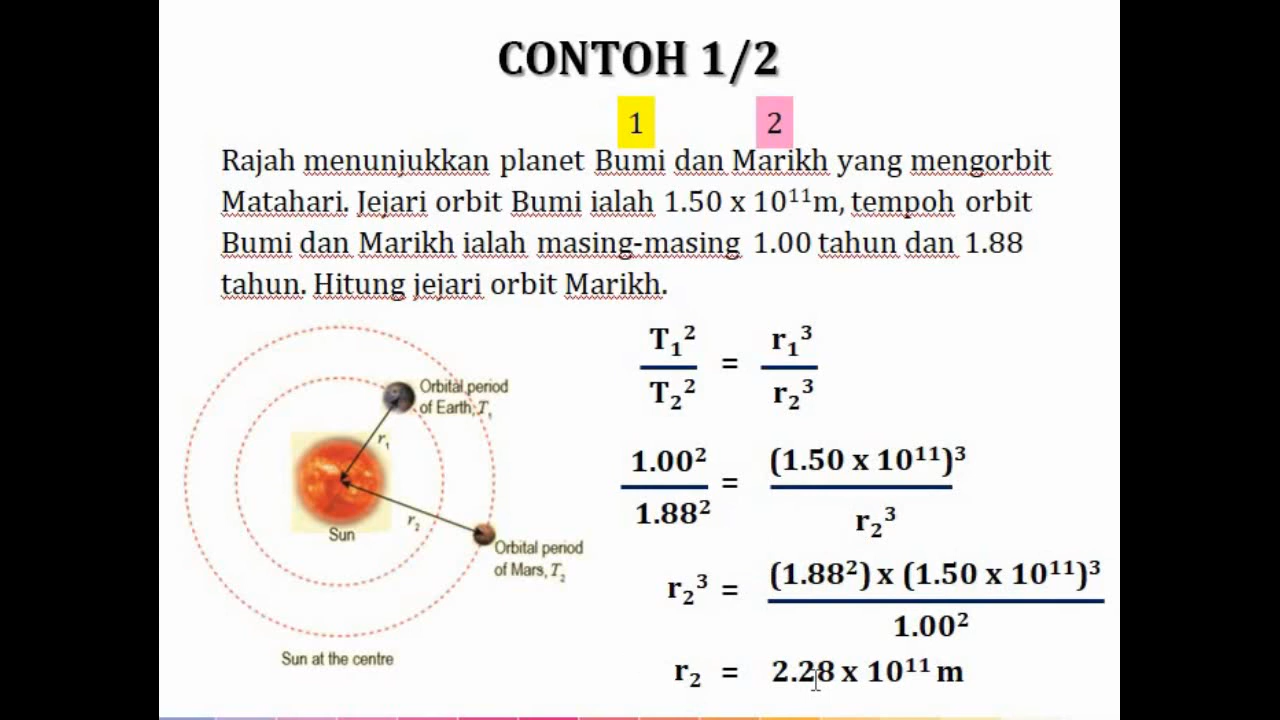 CONTOH 1/2
1 2
Rajah menunjukkan planet Bumi dan Marikh yang mengorbit
Matahari. Jejari orbit Bumi ialah 1.50 x 10¹¹m, tempoh orbit
Bumi dan Marikh ialah masing-masing 1.00 tahun dan 1.88
tahun. Hitung jejari orbit Marikh.
Orbital period
of Earth, T₁
r₁
Sun
r₂
Orbital period
of Mars, T₂
Sun at the centre
T₁² r₁³
=
T₂² r₂³
1.00² (1.50 x 10¹¹)³
=
1.88² r₂³
(1.88²) x (1.50 x 10¹¹)³
r₂³ =
1.00²
r₂ = 2.28 x 10¹¹ m